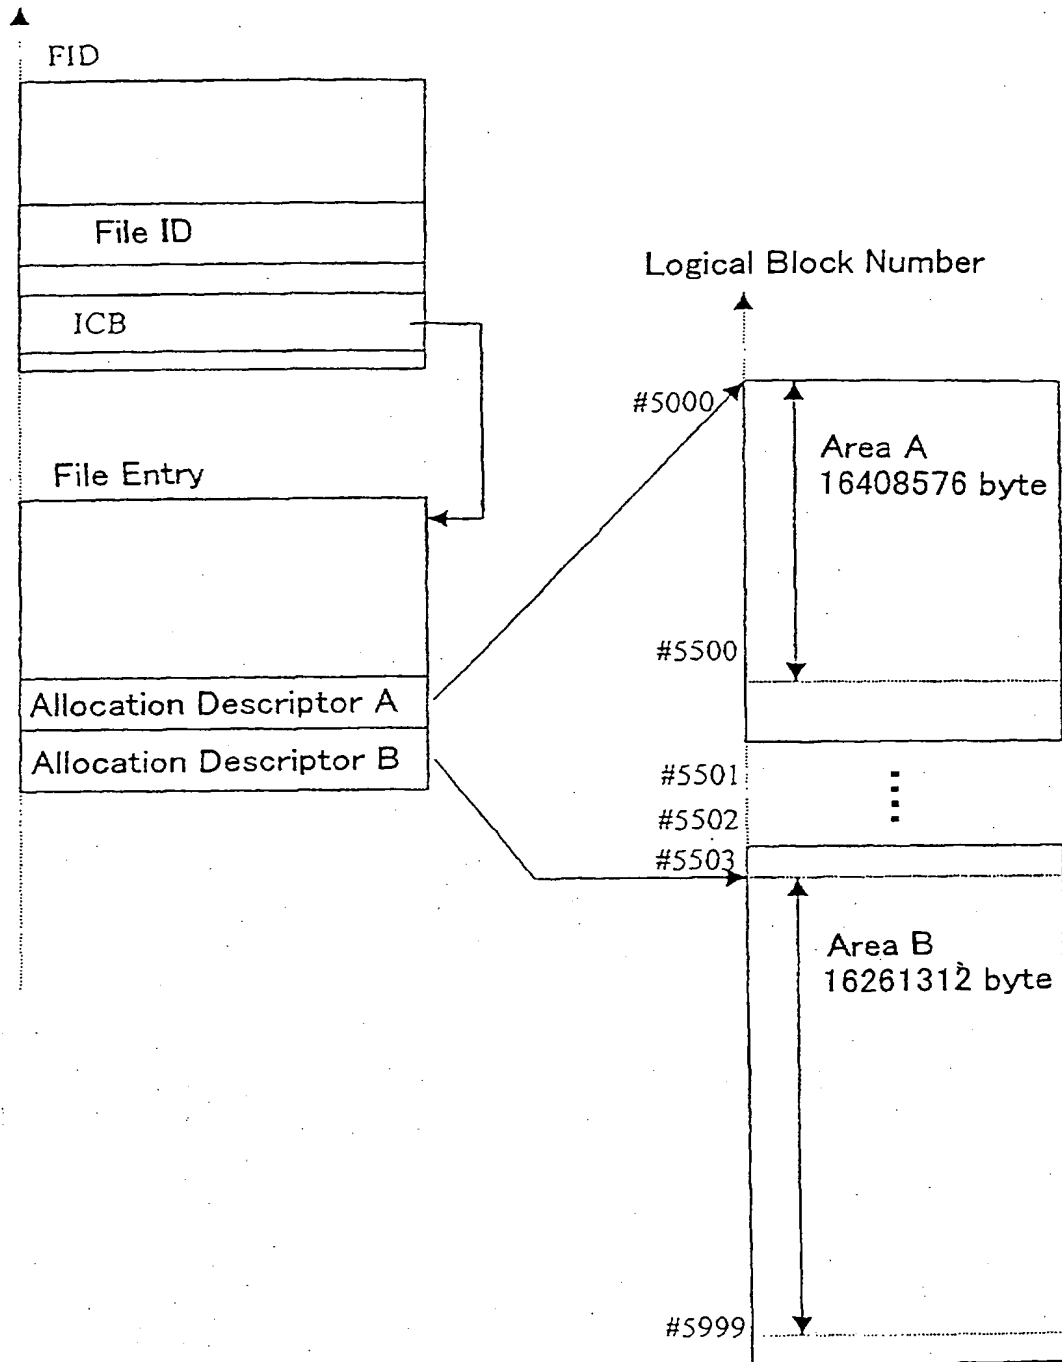 FID
File ID
ICB
File Entry
Allocation Descriptor A
Allocation Descriptor B
Logical Block Number
#5000
Area A
16408576 byte
#5500
#5501
#5502
#5503
Area B
16261312 byte
#5999